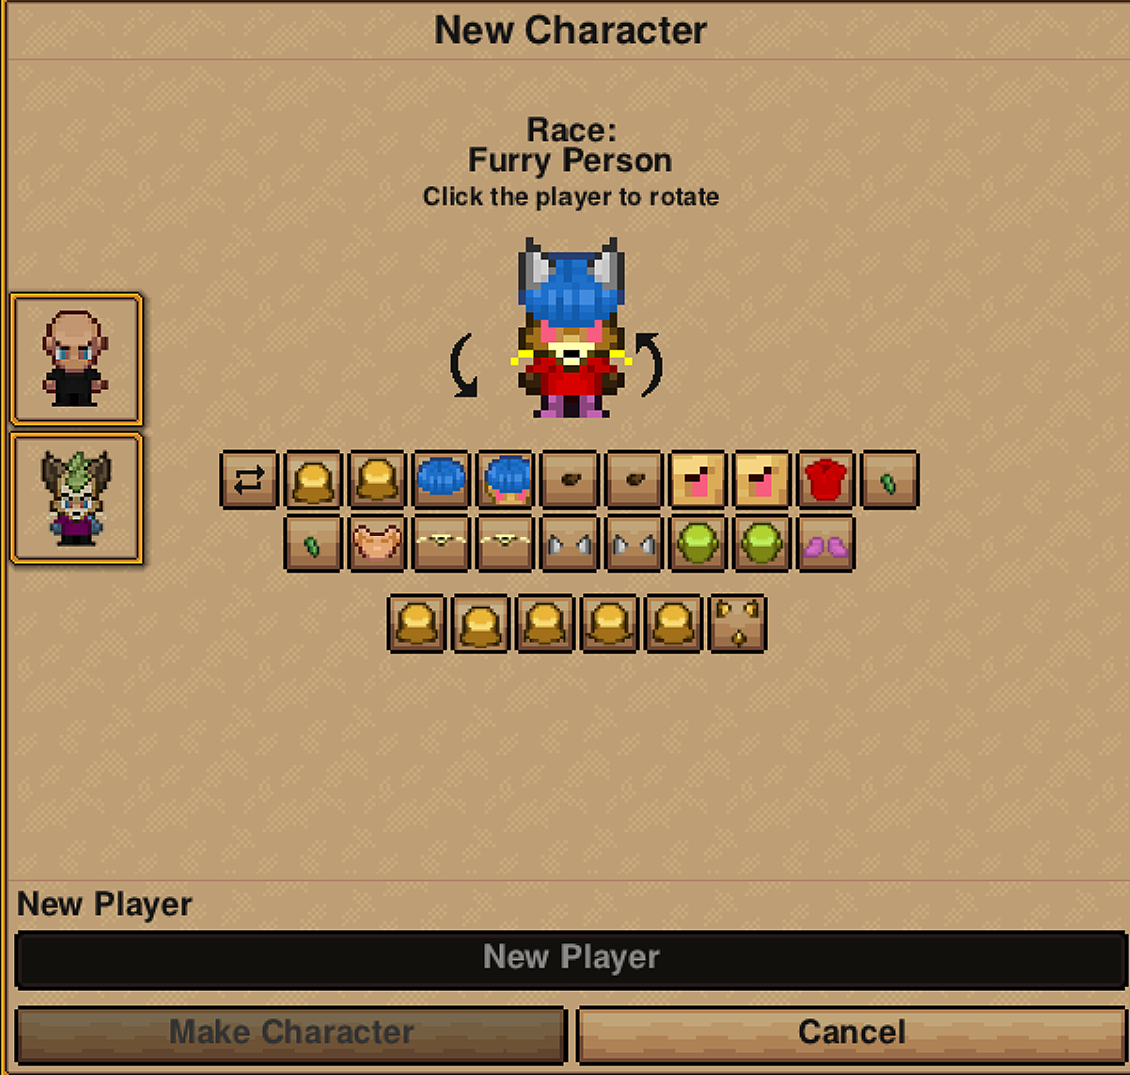 New Character
Race:
Furry Person
Click the player to rotate
New Player
New Player
Make Character
Cancel